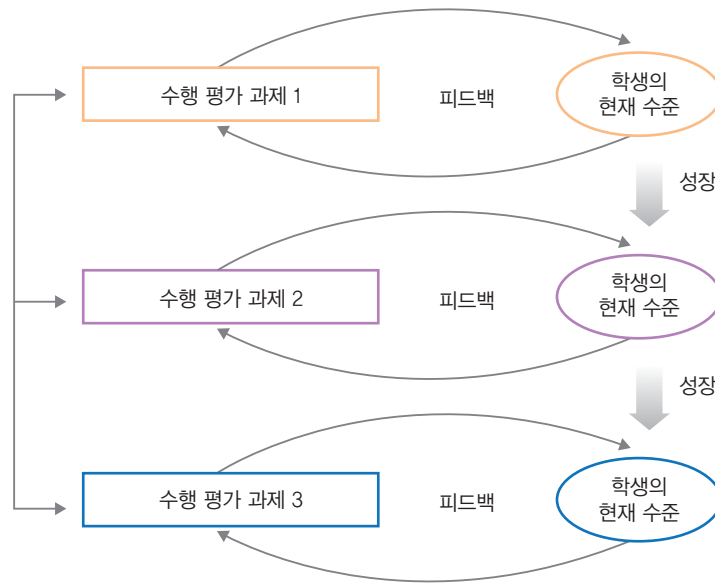 수행 평가 과제 1
피드백
학생의
현재 수준
성장
수행 평가 과제 2
피드백
학생의
현재 수준
성장
수행 평가 과제 3
피드백
학생의
현재 수준